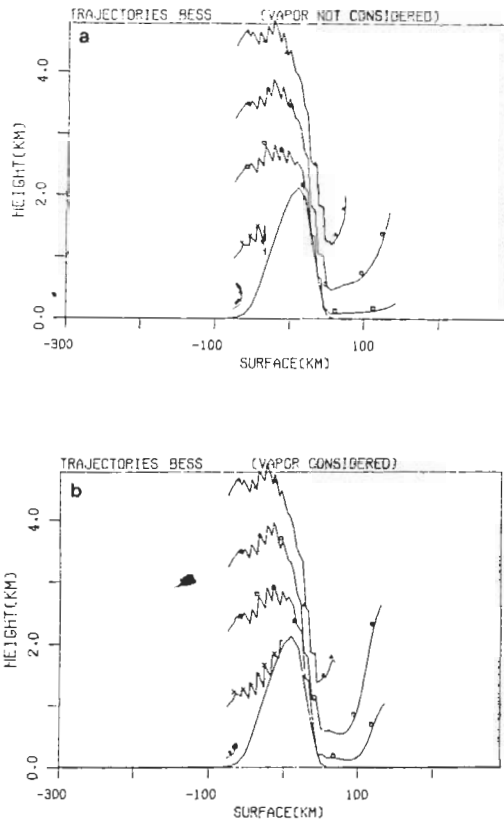 TRAJECTORIES BESS (VAPOR NOT CONSIDERED)
a
4.0
2.0
0.0
HEIGHT(KM)
-300 -100 100
SURFACE(KM)
TRAJECTORIES BESS (VAPOR CONSIDERED)
b
4.0
2.0
0.0
HEIGHT(KM)
-300 -100 100
SURFACE(KM)